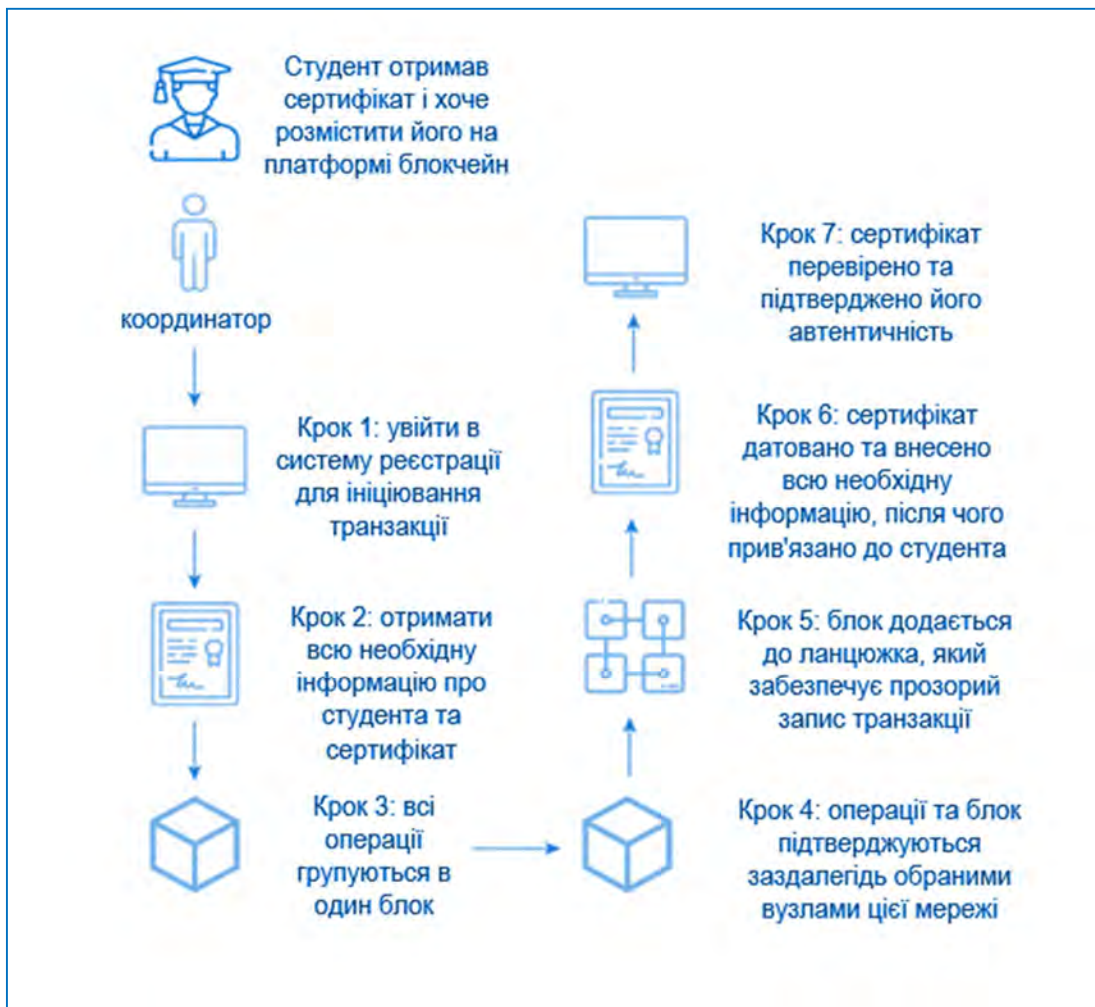 Студент отримав
сертифікат і хоче
розмістити його на
платформі блокчейн
координатор
Крок 1: увійти в
систему реєстрації
для ініціювання
транзакції
Крок 2: отримати
всю необхідну
інформацію про
студента та
сертифікат
Крок 3: всі
операції
групуються в
один блок
Крок 4: операції та блок
підтверджуються
заздалегідь обраними
вузлами цієї мережі
Крок 5: блок додається
до ланцюжка, який
забезпечує прозорий
запис транзакції
Крок 6: сертифікат
датовано та внесено
всю необхідну
інформацію, після чого
прив'язано до студента
Крок 7: сертифікат
перевірено та
підтверджено його
автентичність